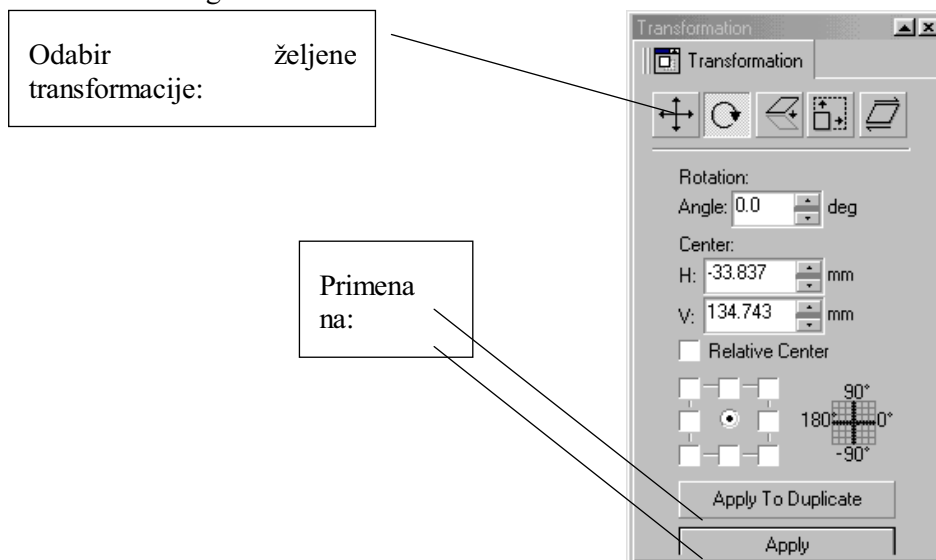 Odabir željene
transformacije:
Primena
na:
Transformation
Transformation
Rotation:
Angle: 0.0 deg
Center:
H: -33.837 mm
V: 134.743 mm
Relative Center
90°
180° 0°
-90°
Apply To Duplicate
Apply